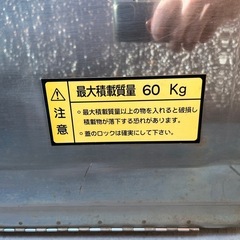 最大積載質量 60 Kg
注意
● 最大積載質量以上の物を入れると破損し
積載物が落下する恐れがあります。
● 蓋のロックは確実にして下さい。